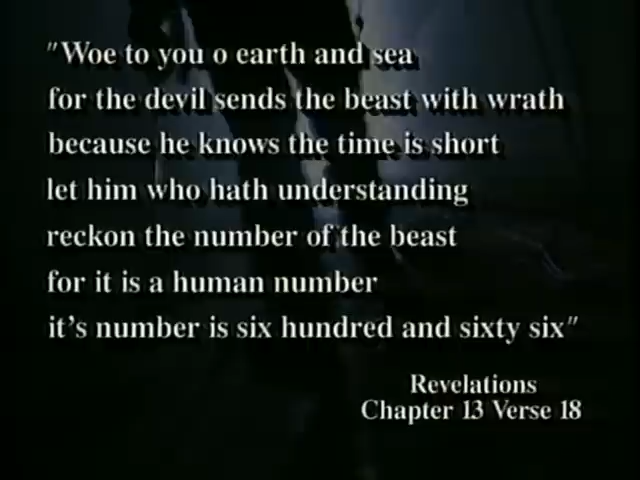 "Woe to you o earth and sea
for the devil sends the beast with wrath
because he knows the time is short
let him who hath understanding
reckon the number of the beast
for it is a human number
it's number is six hundred and sixty six"
Revelations
Chapter 13 Verse 18